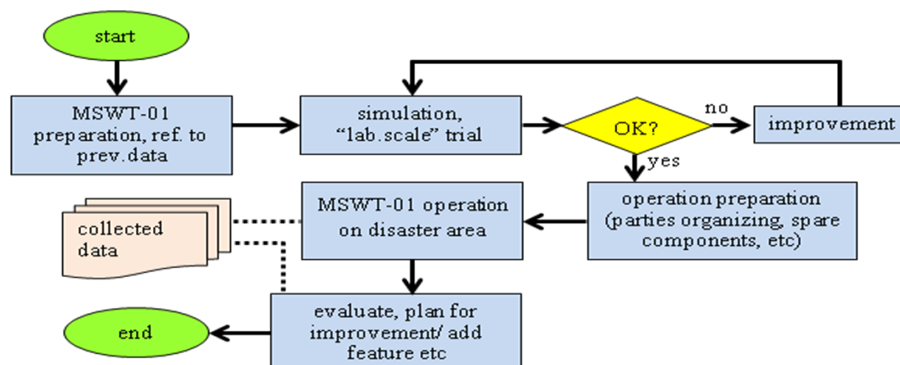 start
MSWT-01
preparation, ref. to
prev.data
simulation,
“lab.scale” trial
OK?
no
improvement
yes
operation preparation
(parties organizing, spare
components, etc)
MSWT-01 operation
on disaster area
collected
data
evaluate, plan for
improvement/ add
feature etc
end